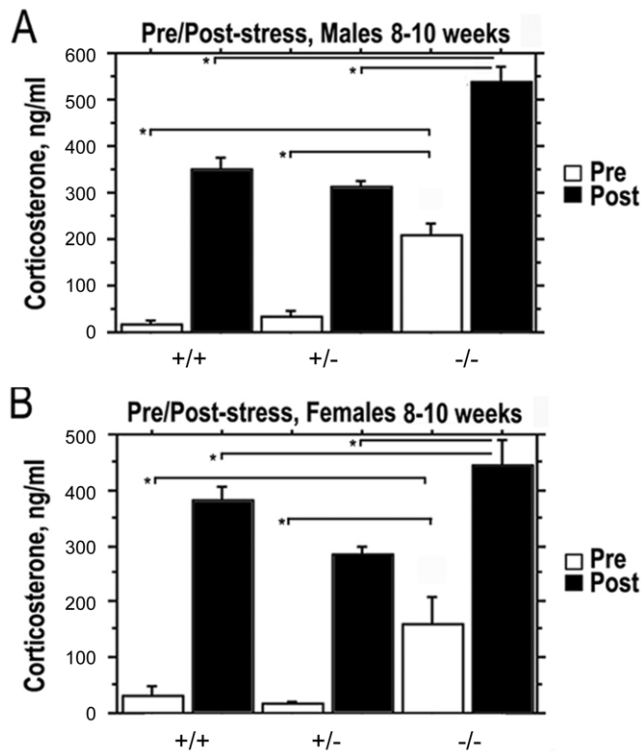 A
Pre/Post-stress, Males 8-10 weeks
Corticosterone, ng/ml
600
500
400
300
200
100
0
*
*
*
*
Pre
Post
+/+ +/- -/-
B
Pre/Post-stress, Females 8-10 weeks
Corticosterone, ng/ml
500
400
300
200
100
0
*
*
*
*
Pre
Post
+/+ +/- -/-